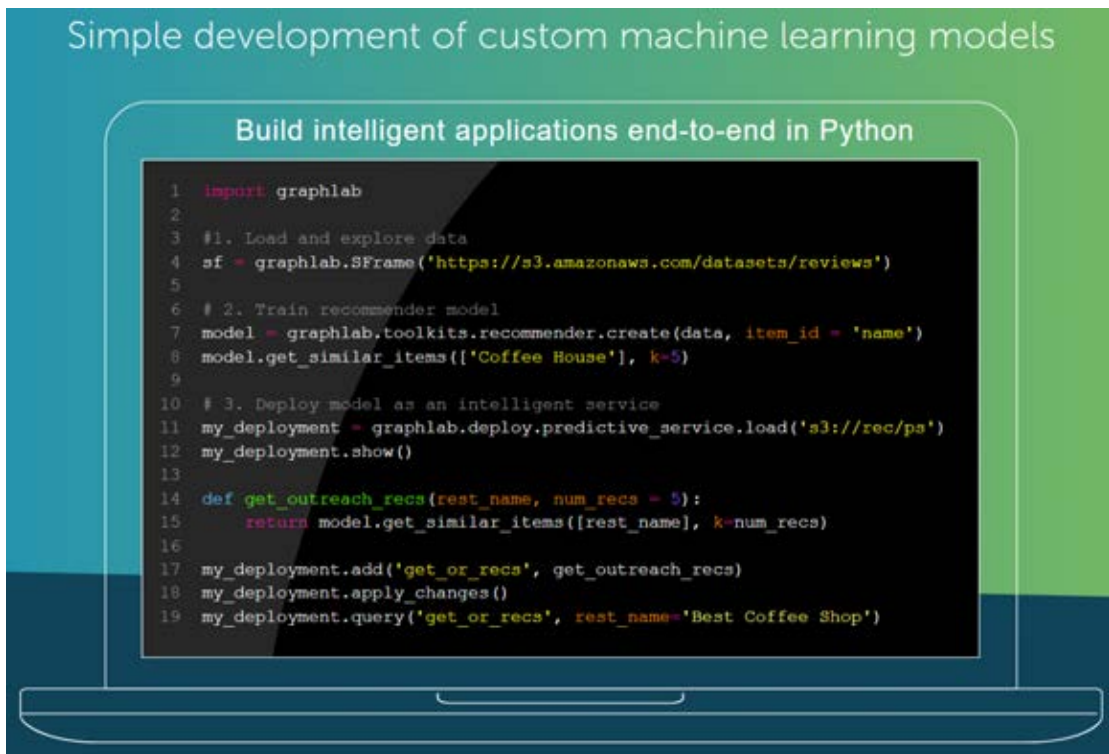 Simple development of custom machine learning models
Build intelligent applications end-to-end in Python
1 import graphlab
2
3 #1. Load and explore data
4 sf = graphlab.SFrame('https://s3.amazonaws.com/datasets/reviews')
5
6 # 2. Train recommender model
7 model = graphlab.toolkits.recommender.create(data, item_id = 'name')
8 model.get_similar_items(['Coffee House'], k=5)
9
10 # 3. Deploy model as an intelligent service
11 my_deployment = graphlab.deploy.predictive_service.load('s3://rec/ps')
12 my_deployment.show()
13
14 def get_outreach_recs(rest_name, num_recs = 5):
15     return model.get_similar_items([rest_name], k=num_recs)
16
17 my_deployment.add('get_or_recs', get_outreach_recs)
18 my_deployment.apply_changes()
19 my_deployment.query('get_or_recs', rest_name='Best Coffee Shop')